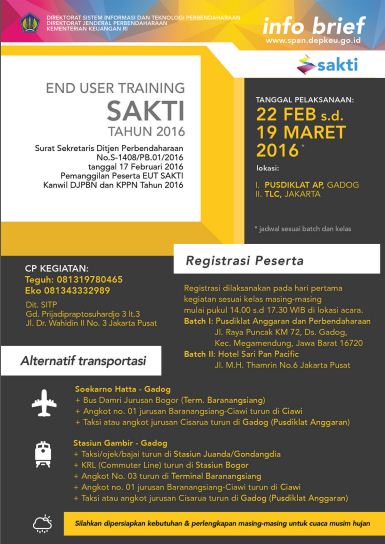 DIREKTORAT SISTEM INFORMASI DAN TEKNOLOGI PERBENDAHARAAN
DIREKTORAT JENDERAL PERBENDAHARAAN
KEMENTERIAN KEUANGAN RI
info brief
www.span.depkeu.go.id
sakti
END USER TRAINING
SAKTI
TAHUN 2016
Surat Sekretaris Ditjen Perbendaharaan
No.S-1408/PB.01/2016
tanggal 17 Februari 2016
Pemanggilan Peserta EUT SAKTI
Kanwil DJPBN dan KPPN Tahun 2016
TANGGAL PELAKSANAAN:
22 FEB s.d.
19 MARET
2016 *
lokasi:
I. PUSDIKLAT AP, GADOG
II. TLC, JAKARTA
* jadwal sesuai batch dan kelas
CP KEGIATAN:
Teguh: 081319780465
Eko 081343332989
Dit. SITP
Gd. Prijadipraptosuhardjo 3 lt.3
Jl. Dr. Wahidin II No. 3 Jakarta Pusat
Registrasi Peserta
Registrasi dilaksanakan pada hari pertama
kegiatan sesuai kelas masing-masing
mulai pukul 14.00 s.d 17.30 WIB di lokasi acara.
Batch I: Pusdiklat Anggaran dan Perbendaharaan
Jl. Raya Puncak KM 72, Ds. Gadog,
Kec. Megamendung, Jawa Barat 16720
Batch II: Hotel Sari Pan Pacific
Jl. M.H. Thamrin No.6 Jakarta Pusat
Alternatif transportasi
Soekarno Hatta - Gadog
+ Bus Damri Jurusan Bogor (Term. Baranangsiang)
+ Angkot no. 01 jurusan Baranangsiang-Ciawi turun di Ciawi
+ Taksi atau angkot jurusan Cisarua turun di Gadog (Pusdiklat Anggaran)
Stasiun Gambir - Gadog
+ Taksi/ojek/bajai turun di Stasiun Juanda/Gondangdia
+ KRL (Commuter Line) turun di Stasiun Bogor
+ Angkot No. 03 turun di Terminal Baranangsiang
+ Angkot no. 01 jurusan Baranangsiang-Ciawi turun di Ciawi
+ Taksi atau angkot jurusan Cisarua turun di Gadog (Pusdiklat Anggaran)
Silahkan dipersiapkan kebutuhan & perlengkapan masing-masing untuk cuaca musim hujan